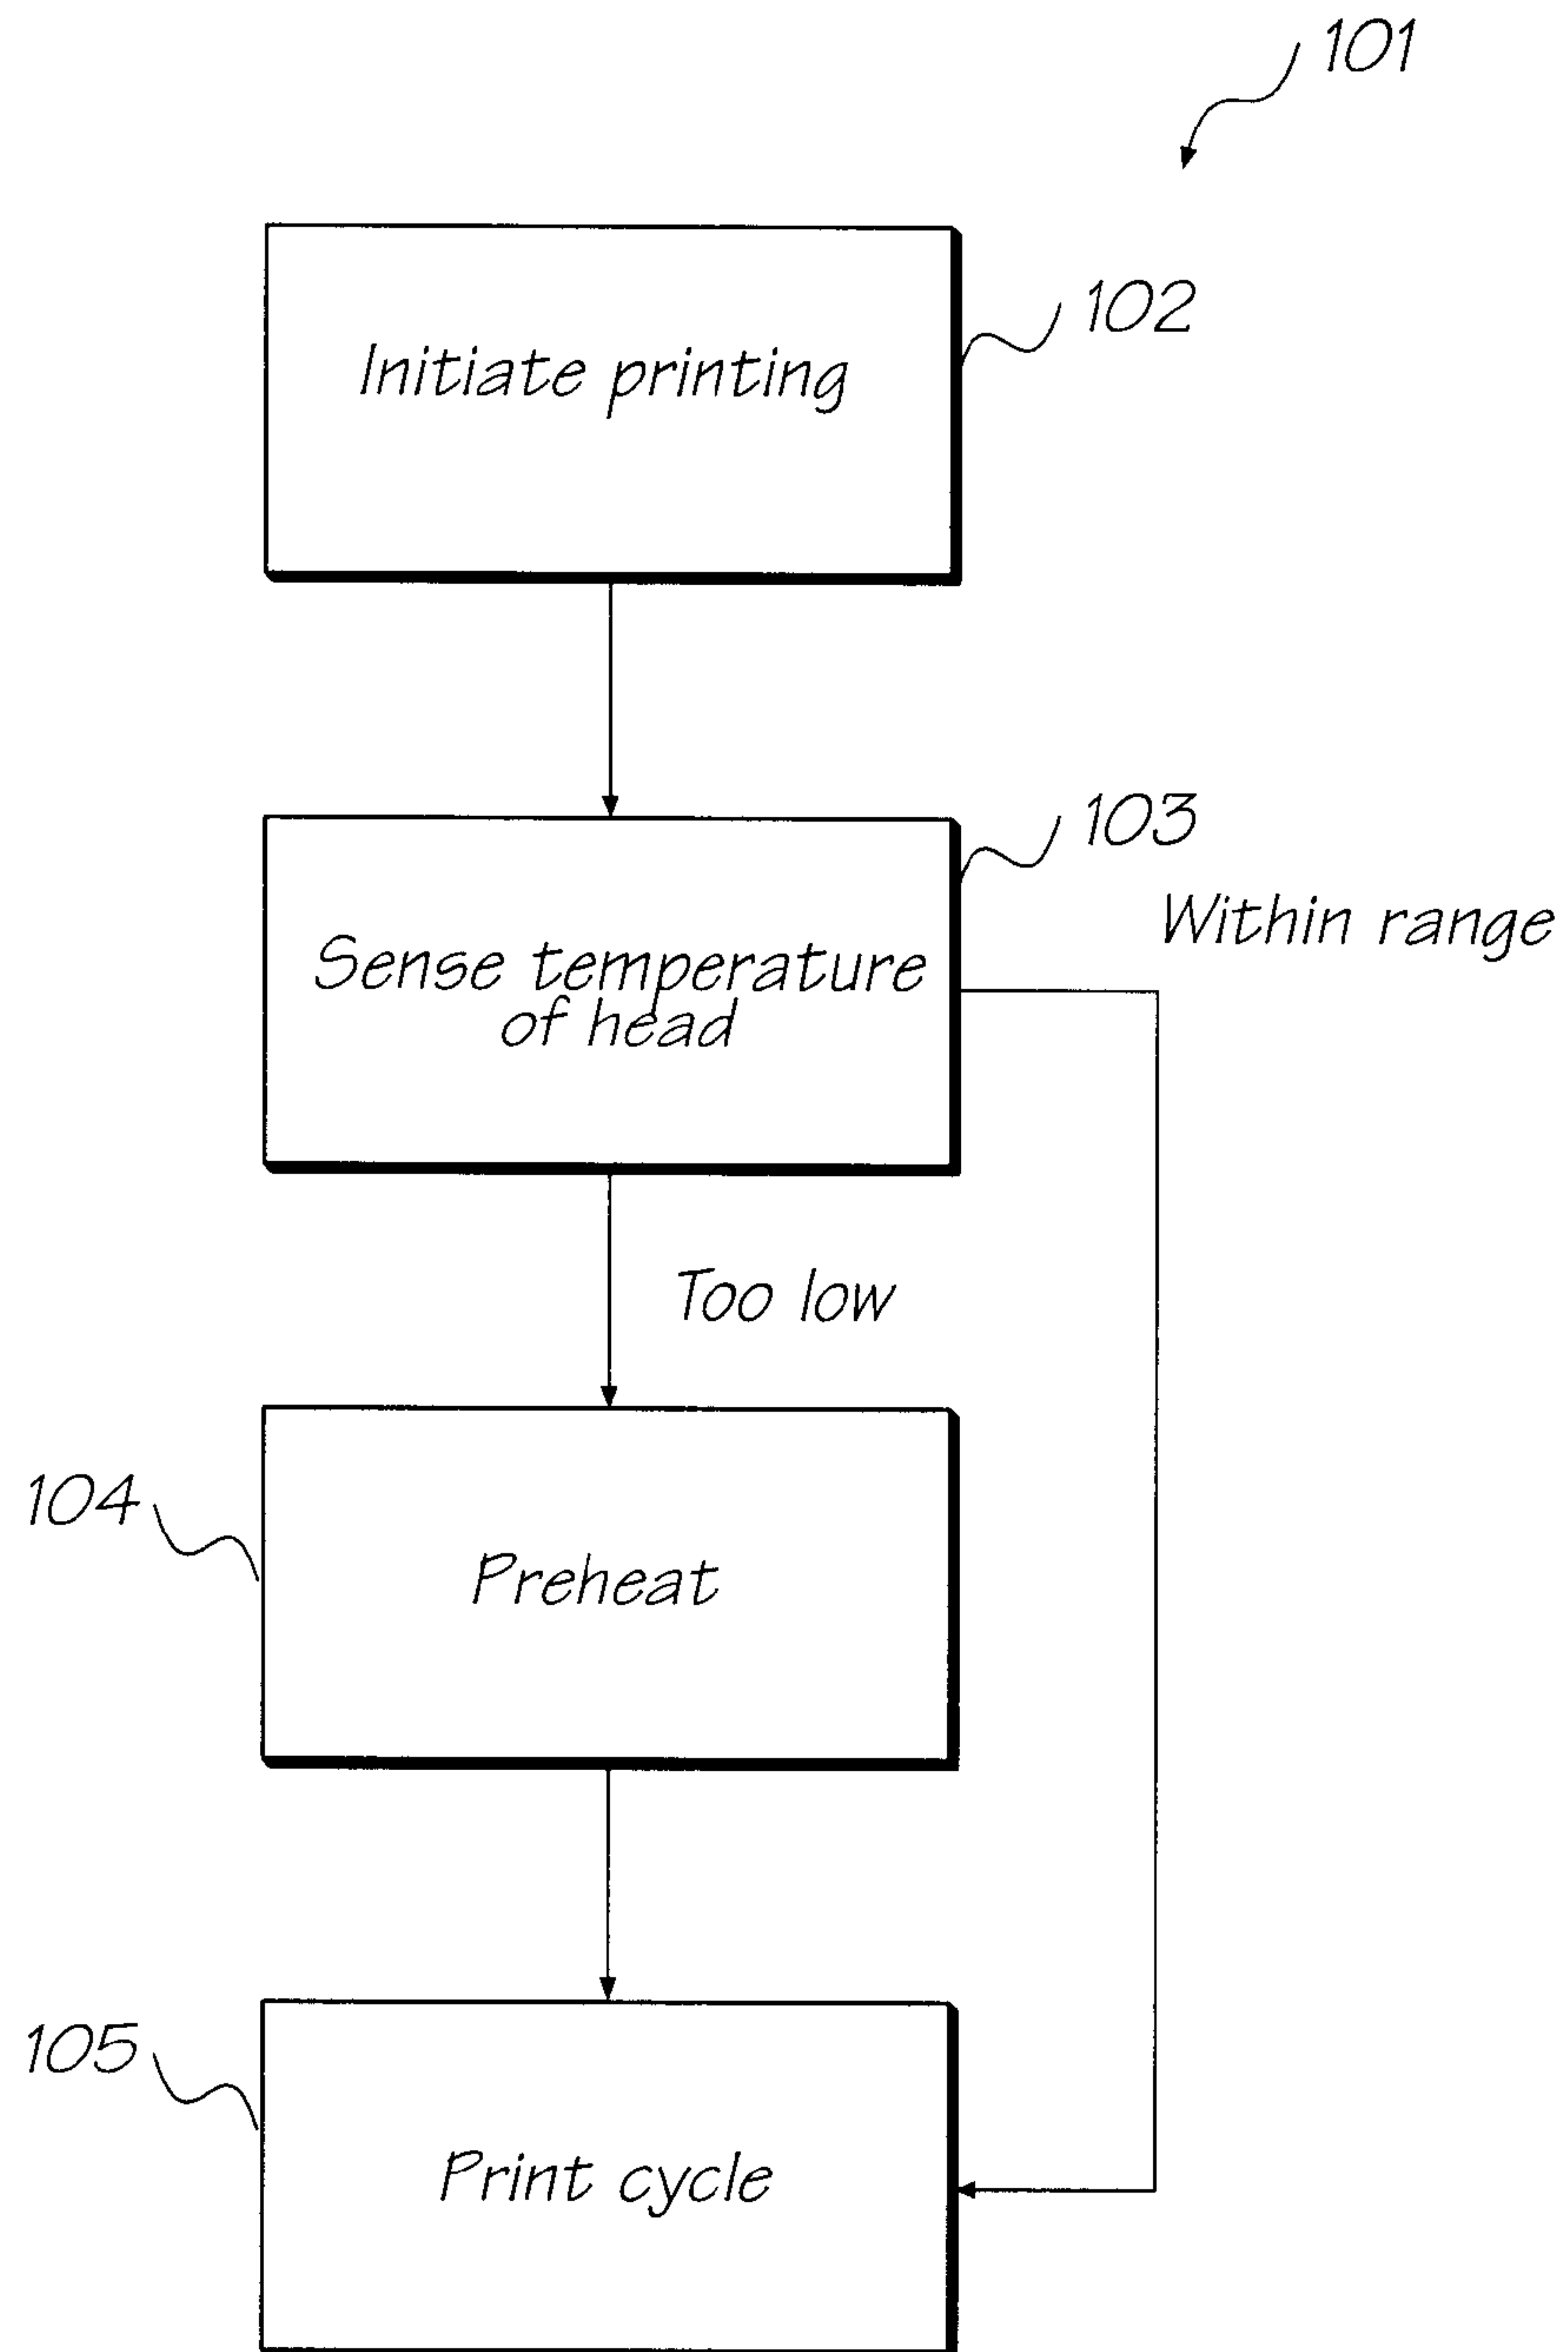 101
Initiate printing
102
103
Within range
Sense temperature
of head
Too low
104
Preheat
105
Print cycle